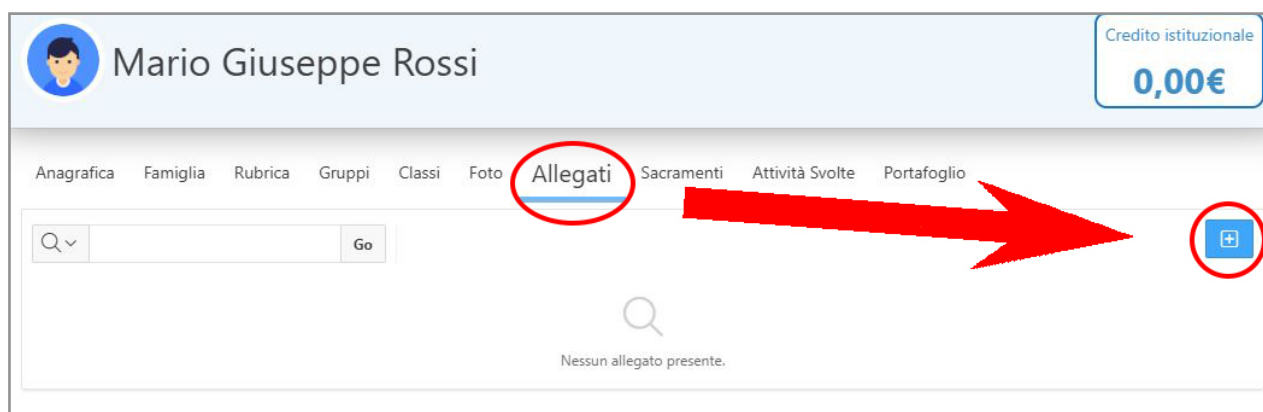 Mario Giuseppe Rossi
Credito istituzionale
0,00€
Anagrafica Famiglia Rubrica Gruppi Classi Foto Allegati Sacramenti Attività Svolte Portafoglio
Go
Nessun allegato presente.